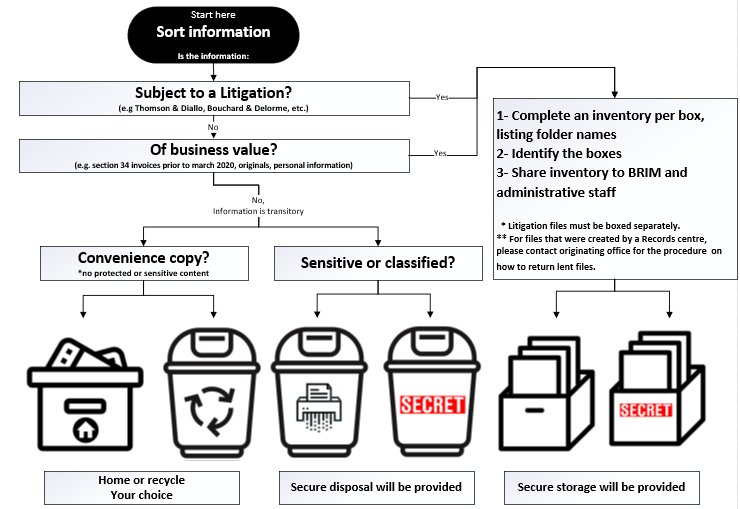 Start here
Sort information
Is the information:
Subject to a Litigation?
(e.g Thomson & Diallo, Bouchard & Delorme, etc.)
Yes
No
Of business value?
(e.g. section 34 invoices prior to march 2020, originals, personal information)
Yes
1- Complete an inventory per box,
listing folder names
2- Identify the boxes
3- Share inventory to BRIM and
administrative staff
* Litigation files must be boxed separately.
** For files that were created by a Records centre,
please contact originating office for the procedure on
how to return lent files.
No,
Information is transitory
Convenience copy?
*no protected or sensitive content
Sensitive or classified?
SECRET
SECRET
Home or recycle
Your choice
Secure disposal will be provided
Secure storage will be provided